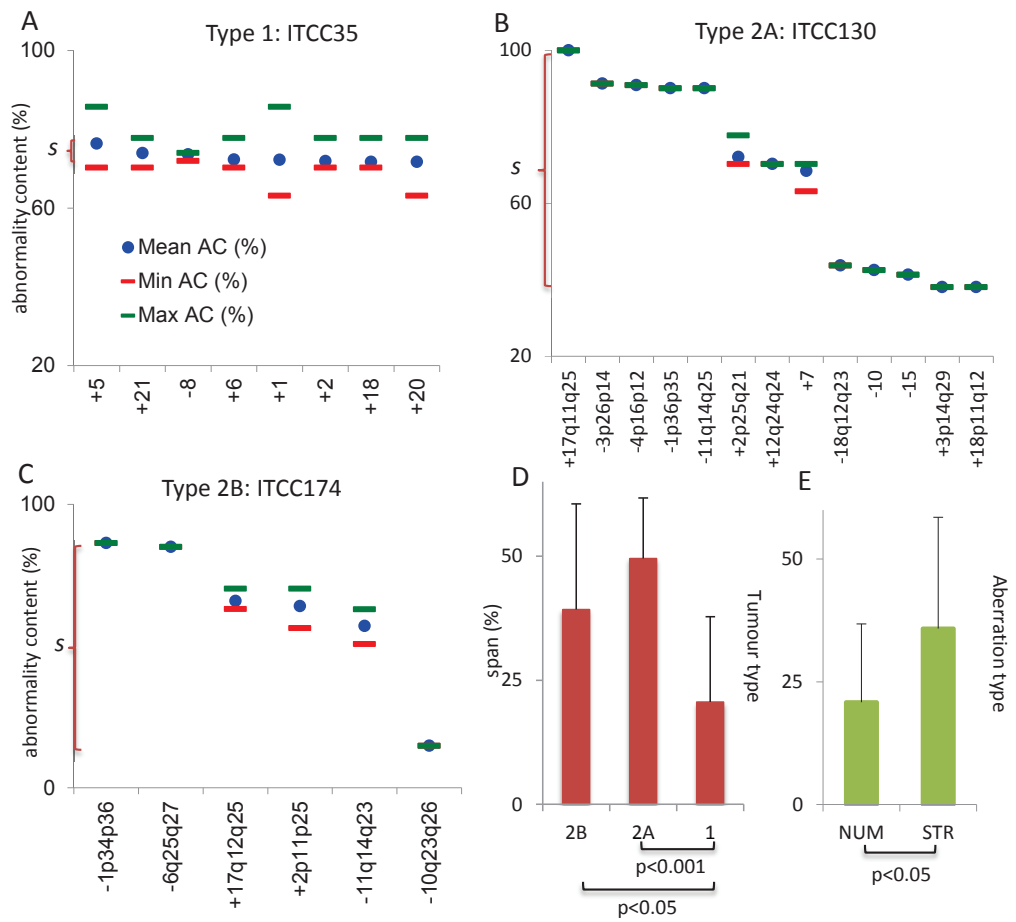 A
Type 1: ITCC35
abnormality content (%)
100
s
60
20
Mean AC (%)
Min AC (%)
Max AC (%)
+5
+21
-8
+6
+1
+2
+18
+20
B
Type 2A: ITCC130
100
s
60
20
+17q11q25
-3p26p14
-4p16p12
-1p36p35
-11q14q25
+2p25q21
+12q24q24
+7
-18q12q23
-10
-15
+3p14q29
+18p11q12
C
Type 2B: ITCC174
abnormality content (%)
100
s
0
-1p34p36
-6q25q27
+17q12q25
+2p11p25
-11q14q23
-10q23q26
D
span (%)
50
25
0
2B
2A
1
Tumour type
p<0.001
p<0.05
E
50
25
0
NUM
STR
Aberration type
p<0.05